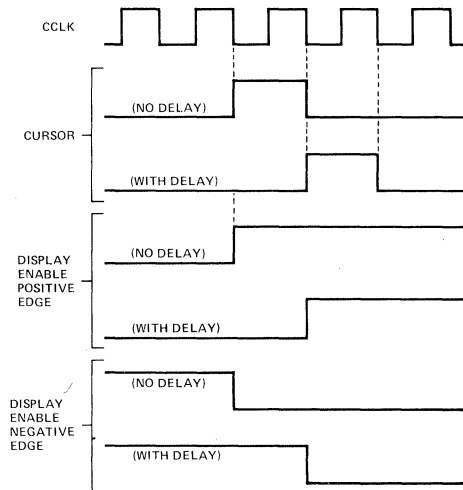 CCLK
(NO DELAY)
CURSOR
(WITH DELAY)
(NO DELAY)
DISPLAY
ENABLE
POSITIVE
EDGE
(WITH DELAY)
(NO DELAY)
DISPLAY
ENABLE
NEGATIVE
EDGE
(WITH DELAY)